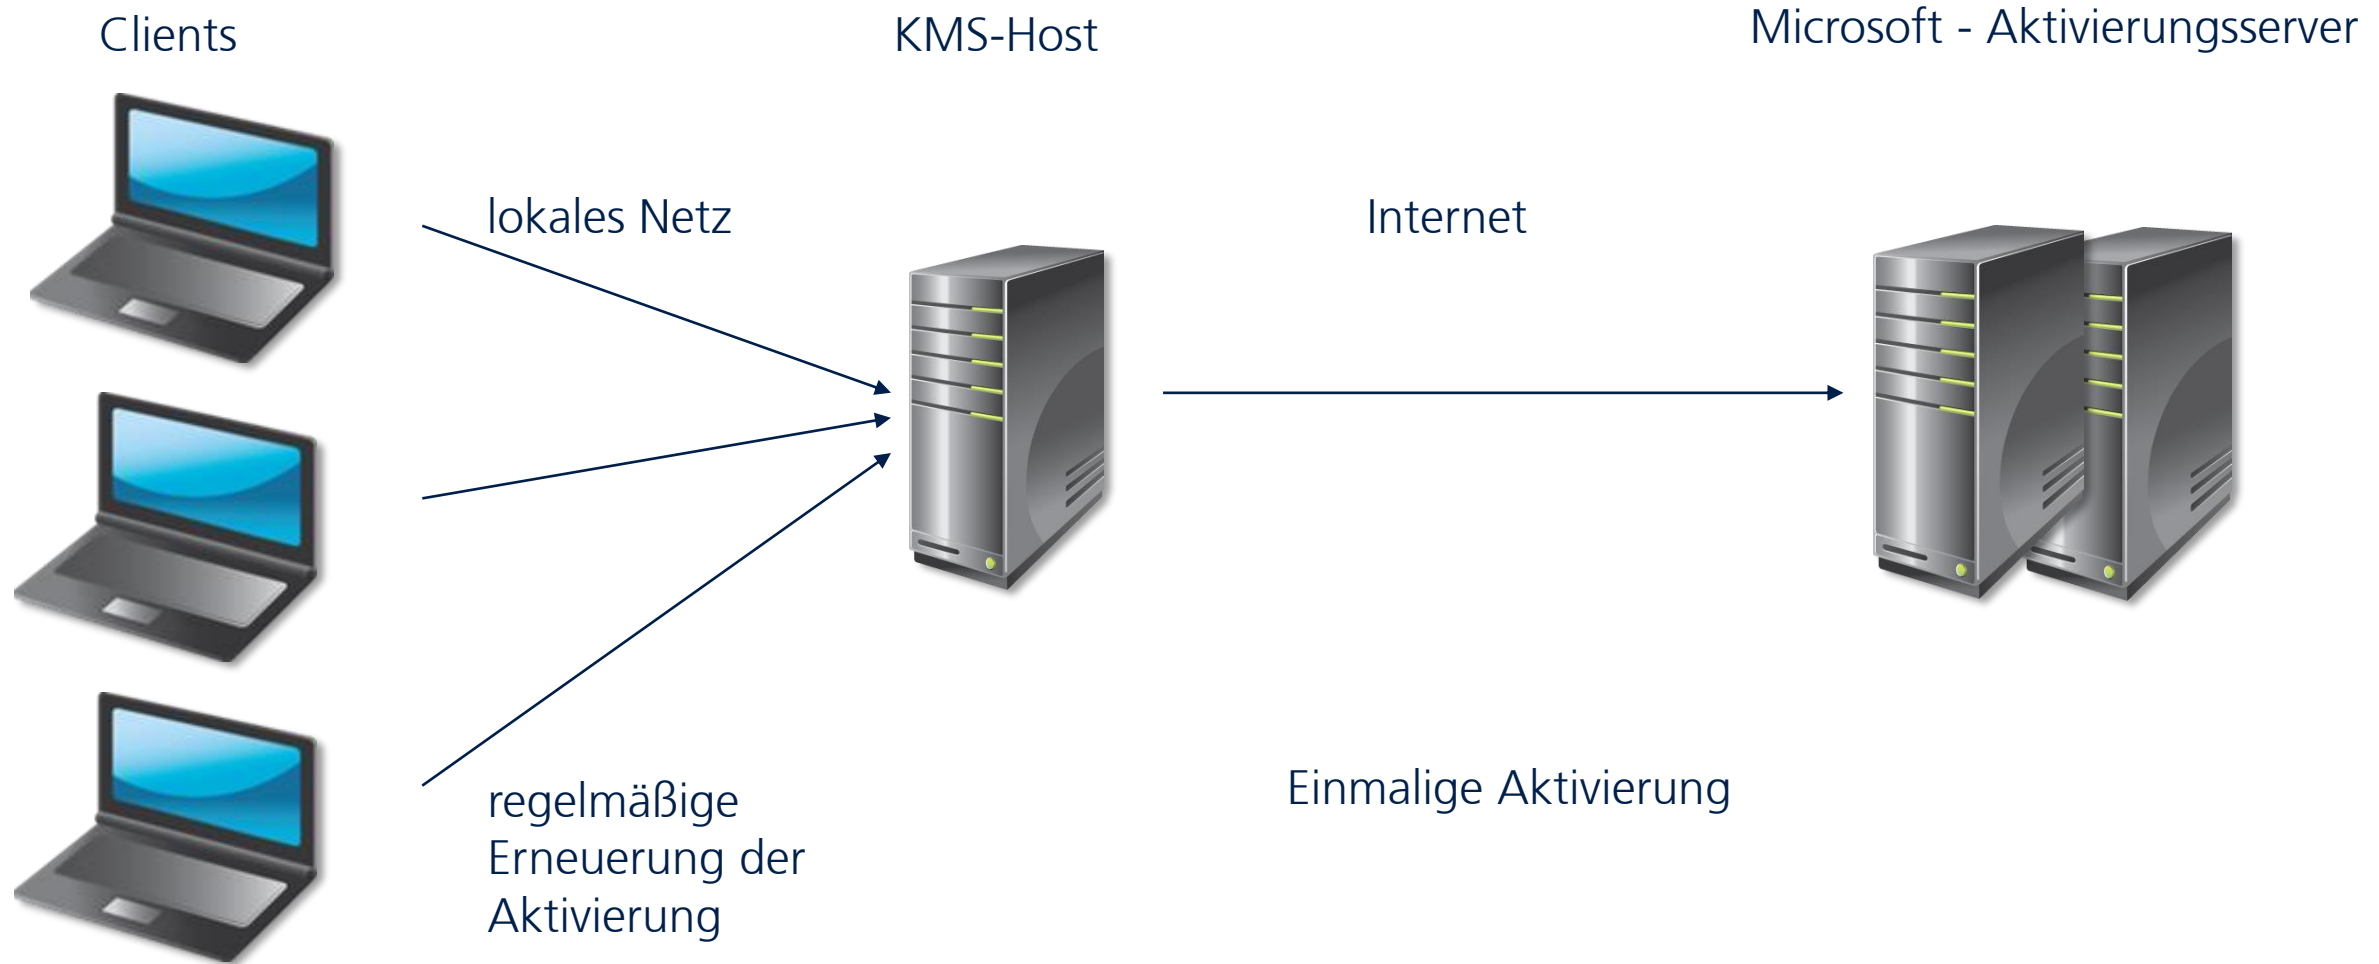 Clients
KMS-Host
Microsoft - Aktivierungsserver
lokales Netz
Internet
regelmäßige
Erneuerung der
Aktivierung
Einmalige Aktivierung